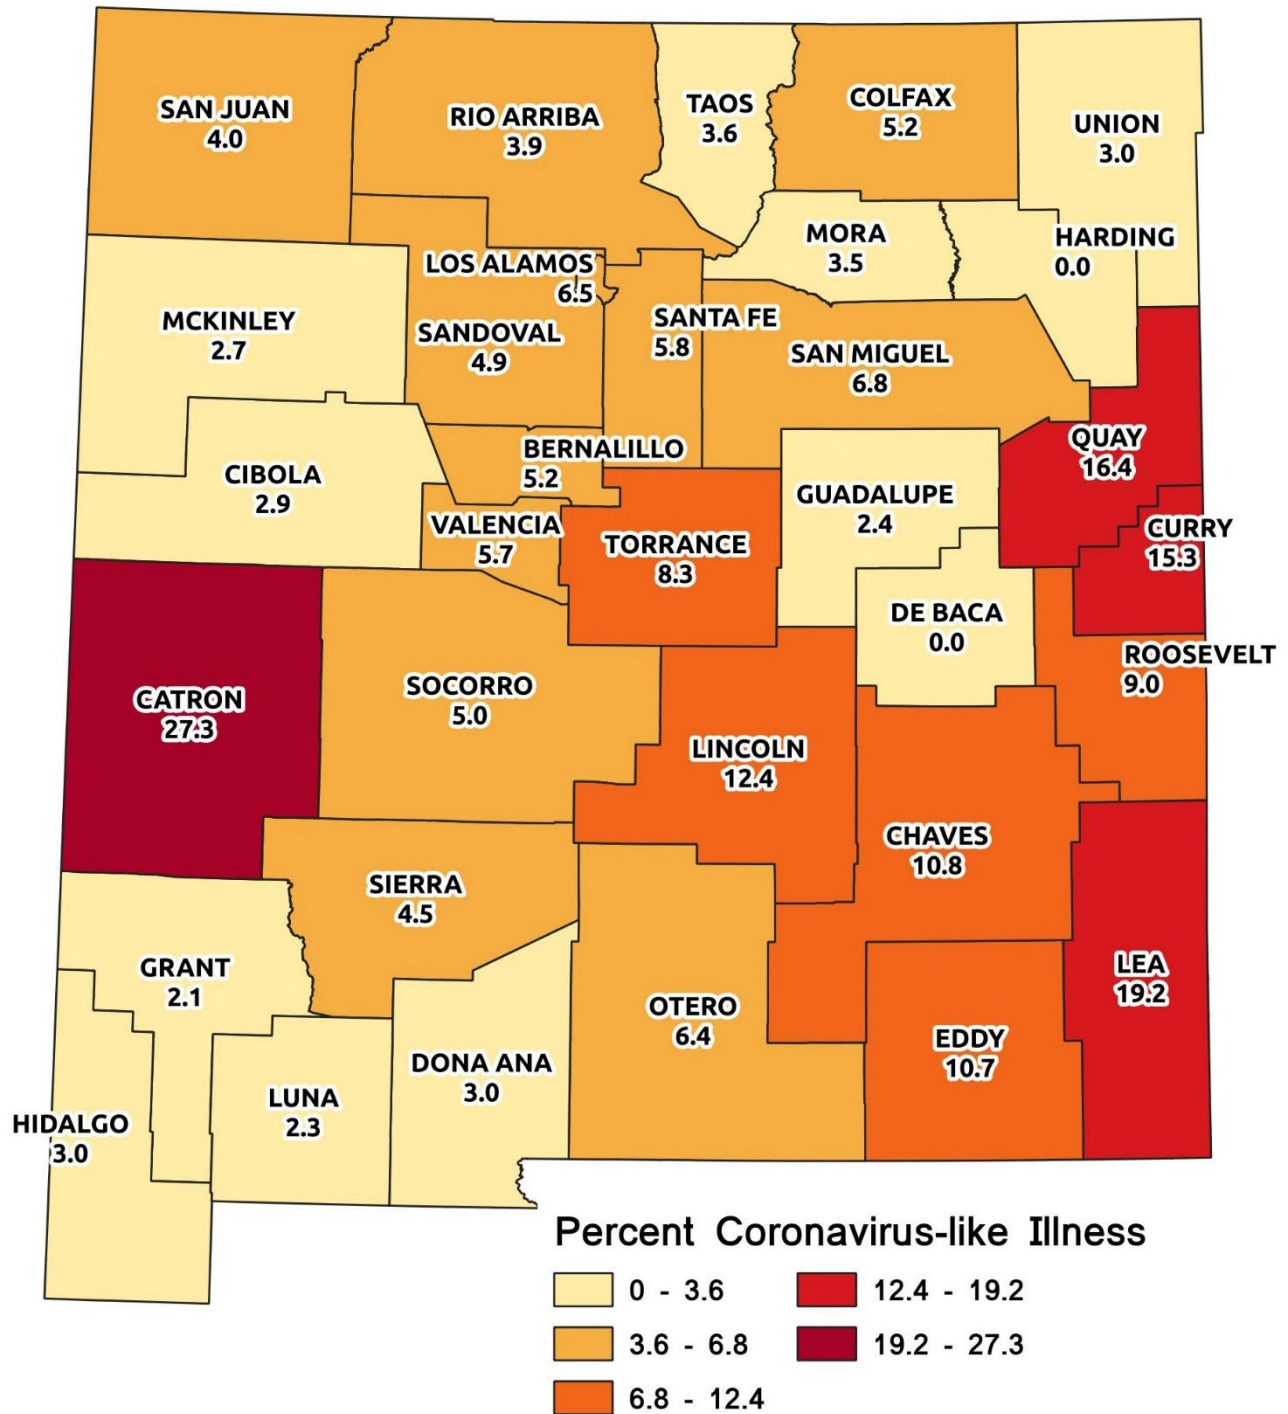 SAN JUAN
4.0
RIO ARRIBA
3.9
TAOS
3.6
COLFAX
5.2
UNION
3.0
MORA
3.5
HARDING
0.0
LOS ALAMOS
6.5
MCKINLEY
2.7
SANDOVAL
4.9
SANTA FE
5.8
SAN MIGUEL
6.8
QUAY
16.4
CIBOLA
2.9
BERNALILLO
5.2
GUADALUPE
2.4
VALENCIA
5.7
TORRANCE
8.3
CURRY
15.3
DE BACA
0.0
ROOSEVELT
9.0
CATRON
27.3
SOCORRO
5.0
LINCOLN
12.4
CHAVES
10.8
SIERRA
4.5
GRANT
2.1
LEA
19.2
OTERO
6.4
EDDY
10.7
DONA ANA
3.0
LUNA
2.3
HIDALGO
3.0
Percent Coronavirus-like Illness
0 - 3.6
3.6 - 6.8
6.8 - 12.4
12.4 - 19.2
19.2 - 27.3